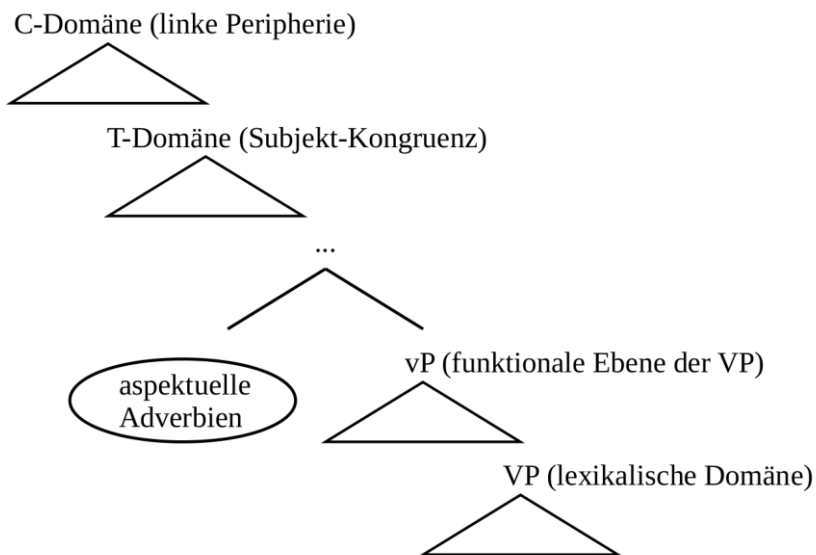 C-Domäne (linke Peripherie)
T-Domäne (Subjekt-Kongruenz)
...
vP (funktionale Ebene der VP)
aspektuelle
Adverbien
VP (lexikalische Domäne)